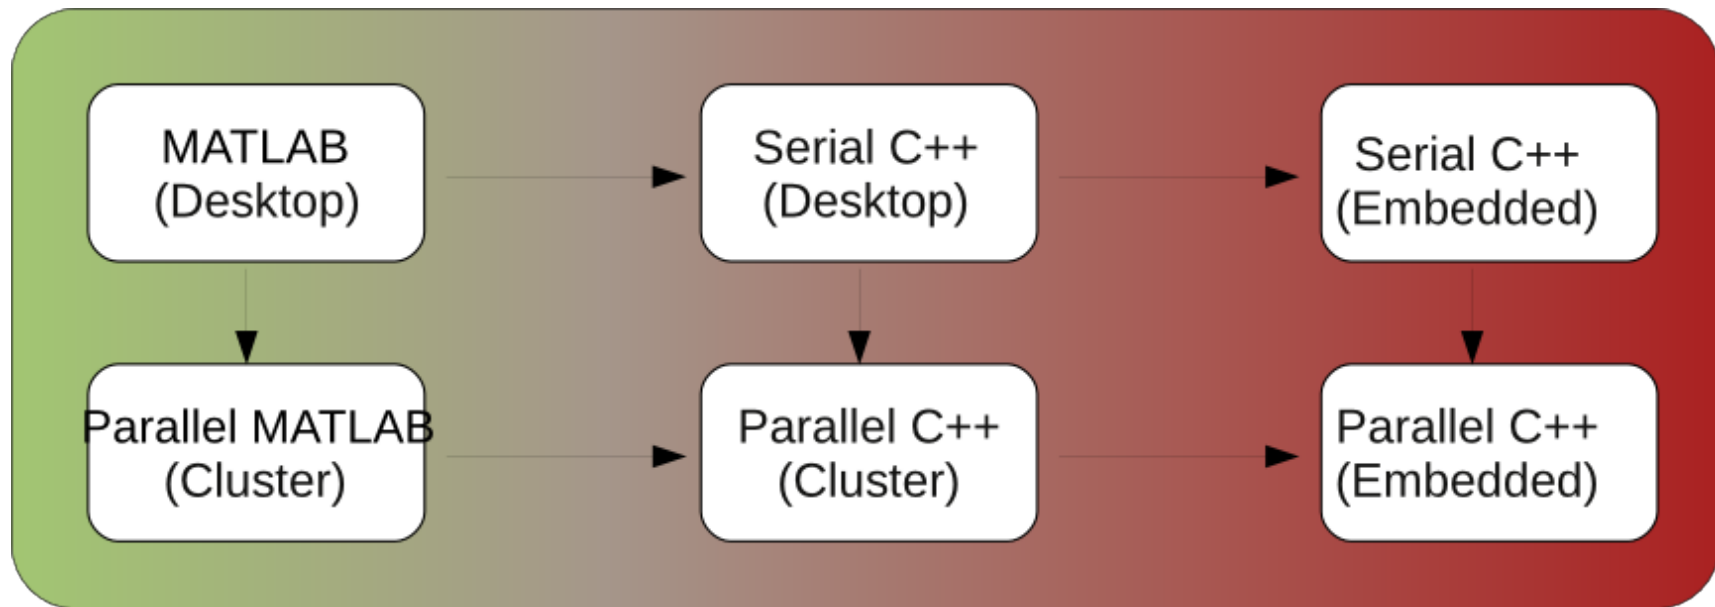 MATLAB
(Desktop)
Serial C++
(Desktop)
Serial C++
(Embedded)
Parallel MATLAB
(Cluster)
Parallel C++
(Cluster)
Parallel C++
(Embedded)